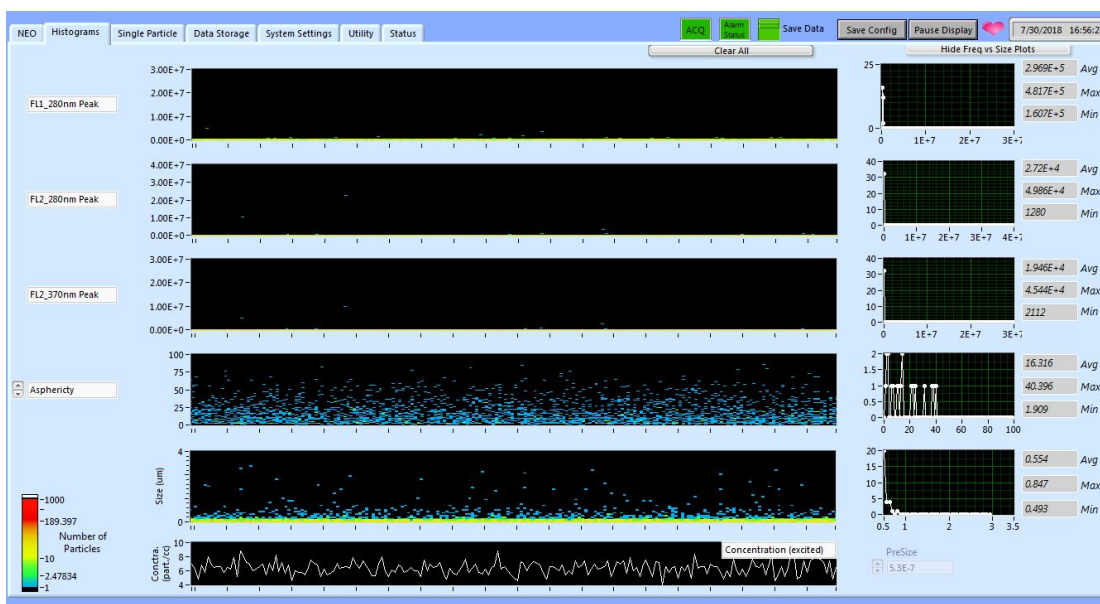 NEO Histograms Single Particle Data Storage System Settings Utility Status ACQ Alarm Status Save Data Save Config Pause Display 7/30/2018 16:56:2
Clear All Hide Freq vs Size Plots
FL1_280nm Peak
3.00E+7
2.00E+7
1.00E+7
0.00E+0
25
0
0 1E+7 2E+7 3E+7
2.969E+5 Avg
4.817E+5 Max
1.607E+5 Min
FL2_280nm Peak
4.00E+7
3.00E+7
2.00E+7
1.00E+7
0.00E+0
40
30
20
10
0
0 1E+7 2E+7 3E+7 4E+7
2.72E+4 Avg
4.986E+4 Max
1280 Min
FL2_370nm Peak
3.00E+7
2.00E+7
1.00E+7
0.00E+0
40
30
20
10
0
0 1E+7 2E+7 3E+7
1.946E+4 Avg
4.544E+4 Max
2112 Min
Asphericty
100
75
50
25
0
2
1.5
1
0.5
0
0 20 40 60 80 100
16.316 Avg
40.396 Max
1.909 Min
Size (um)
4
0
20
15
10
5
0
0.5 1 2 3 3.5
0.554 Avg
0.847 Max
0.493 Min
1000
189.397
Number of
Particles
10
2.47834
1
Conctra.
(part./cc)
10
8
6
4
Concentration (excited)
PreSize
5.3E-7